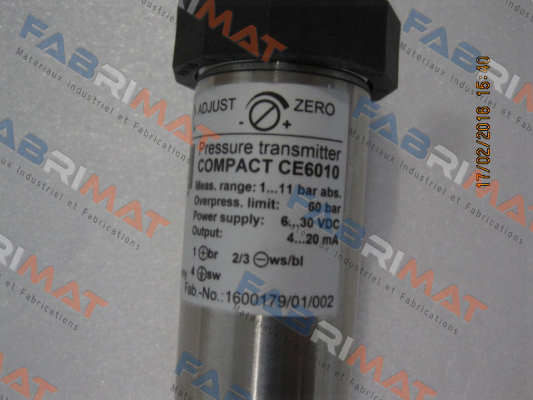 ADJUST ZERO
- +
Pressure transmitter
COMPACT CE6010
Meas. range: 1...11 bar abs.
Overpress. limit: 60 bar
Power supply: 6...30 VDC
Output: 4...20 mA
1 ⊕br 2/3 ⊖ws/bl
4 ⊕sw
Fab.-No.:1600179/01/002
17/02/2016 15:40
FABRIMAT
Materiaux Industriel et Fabrications